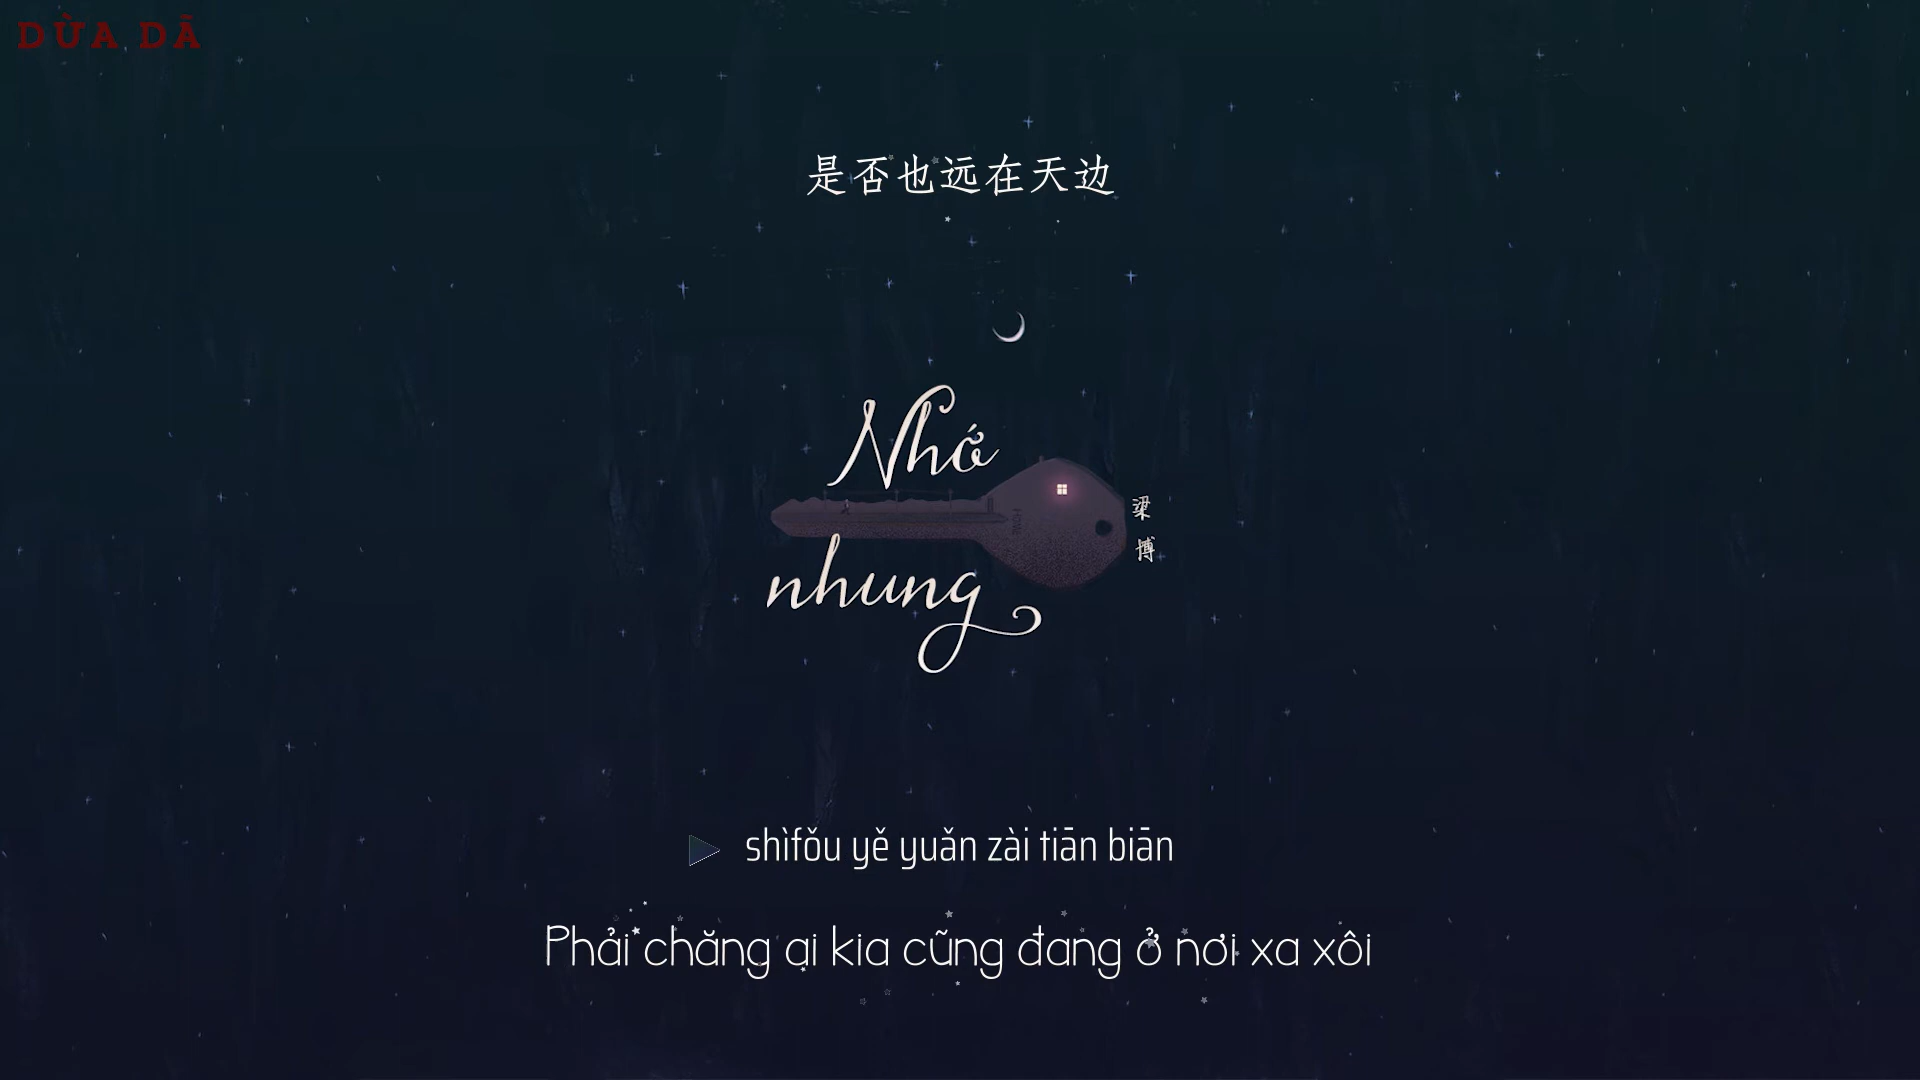 DỪA DÃ
是否也远在天边
Nhớ
nhung
梁
博
shìfǒu yě yuǎn zài tiān biān
Phải chăng ai kia cũng đang ở nơi xa xôi